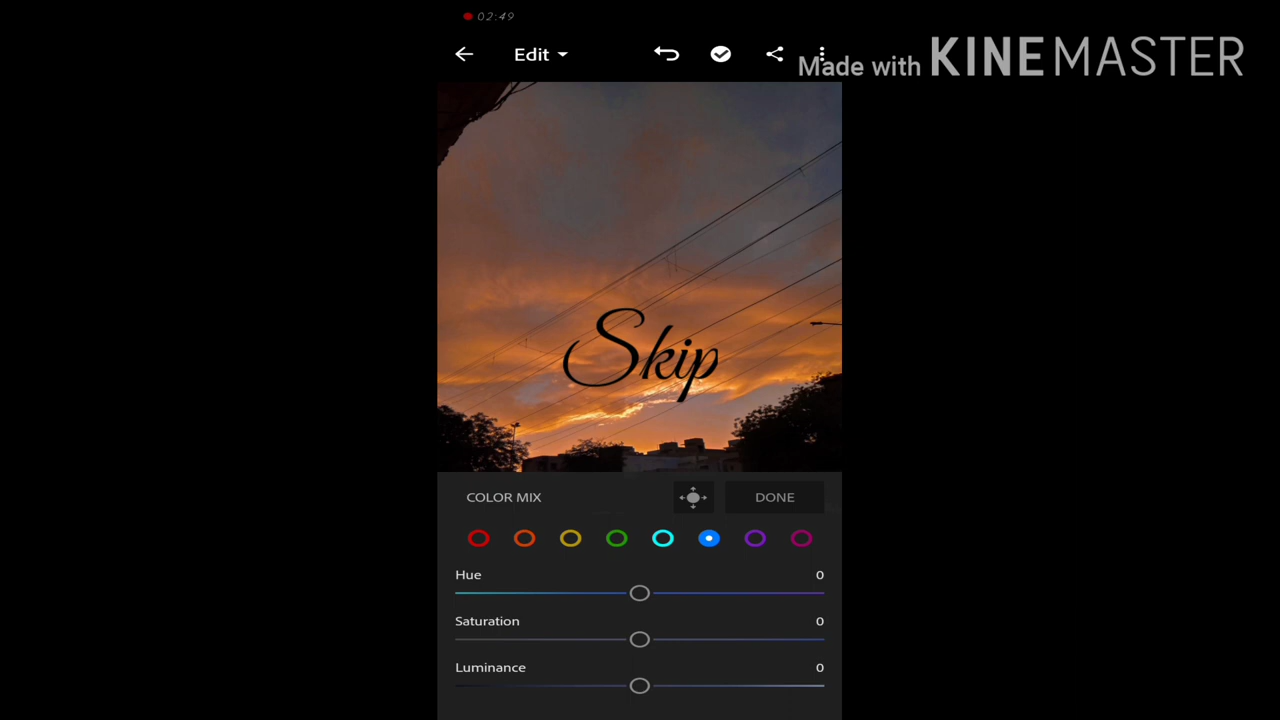 02:49
Edit
Made with KINEMASTER
Skip
COLOR MIX
DONE
Hue 0
Saturation 0
Luminance 0